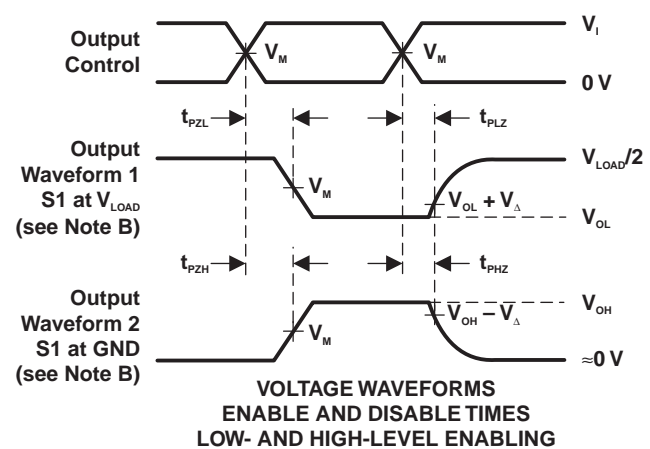 Output
Control
V_M
V_M
V_I
0 V
t_PZL
t_PLZ
Output
Waveform 1
S1 at V_LOAD
(see Note B)
V_M
V_OL + V_Δ
V_LOAD/2
V_OL
t_PZH
t_PHZ
Output
Waveform 2
S1 at GND
(see Note B)
V_M
V_OH – V_Δ
V_OH
≈0 V
VOLTAGE WAVEFORMS
ENABLE AND DISABLE TIMES
LOW- AND HIGH-LEVEL ENABLING